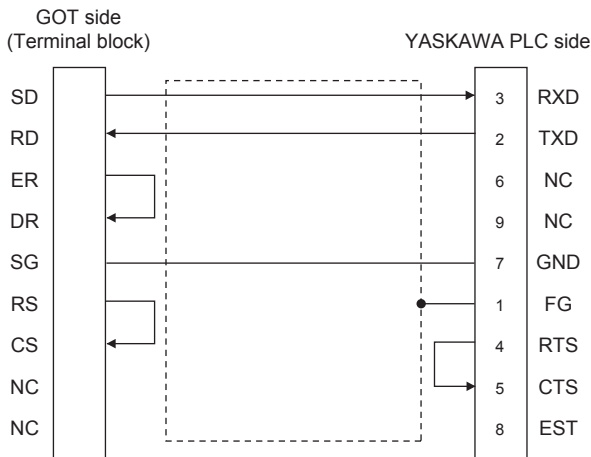 GOT side
(Terminal block)
YASKAWA PLC side
SD 3 RXD
RD 2 TXD
ER 6 NC
DR 9 NC
SG 7 GND
RS 1 FG
CS 4 RTS
NC 5 CTS
NC 8 EST